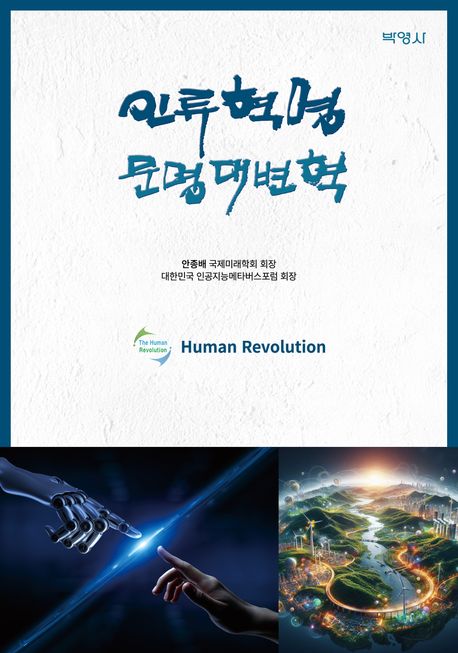 박영사
인류혁명
문명대변혁
안종배 국제미래학회 회장
대한민국 인공지능메타버스포럼 회장
The Human
Revolution
Human Revolution